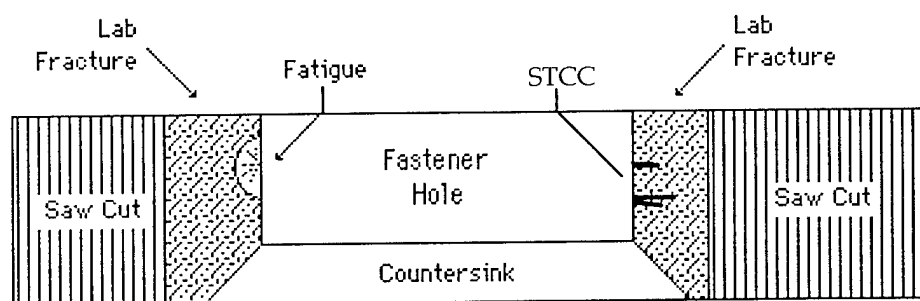 Lab
Fracture
Fatigue
STCC
Lab
Fracture
Saw Cut
Fastener
Hole
Saw Cut
Countersink